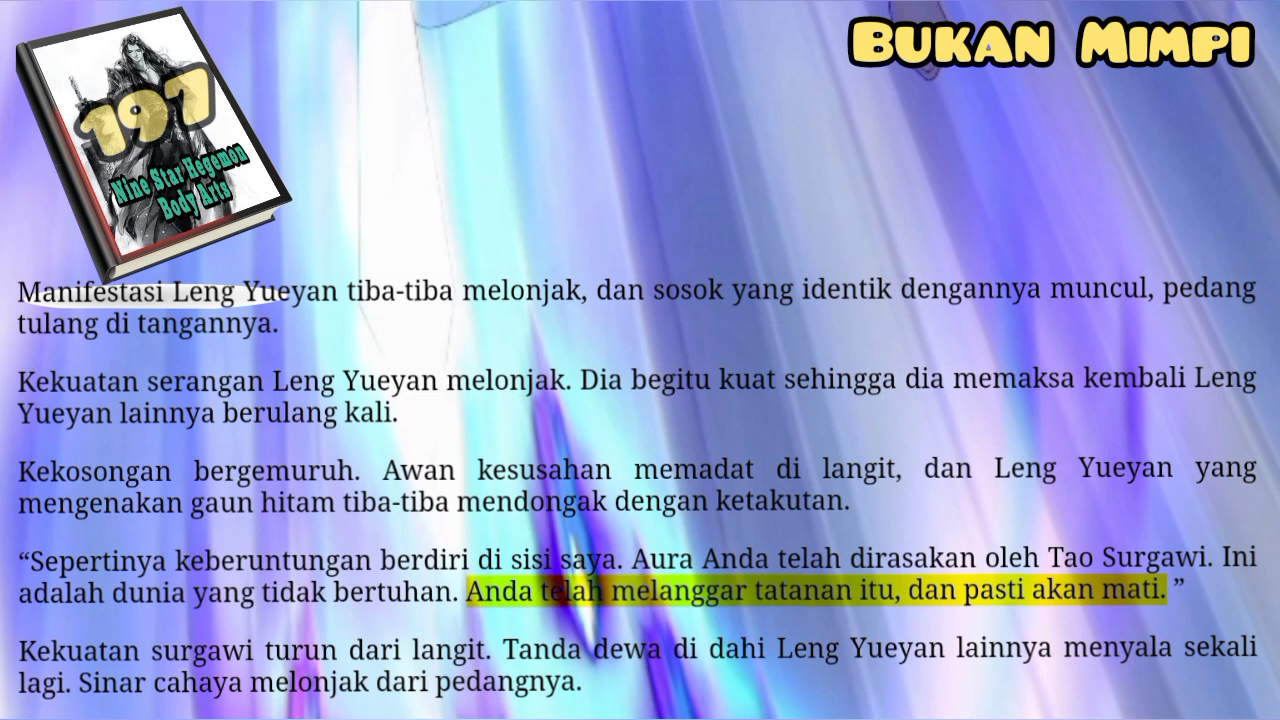 Bukan Mimpi
197
Nine Star Hegemon
Body Arts
Manifestasi Leng Yueyan tiba-tiba melonjak, dan sosok yang identik dengannya muncul, pedang
tulang di tangannya.
Kekuatan serangan Leng Yueyan melonjak. Dia begitu kuat sehingga dia memaksa kembali Leng
Yueyan lainnya berulang kali.
Kekosongan bergemuruh. Awan kesusahan memadat di langit, dan Leng Yueyan yang
mengenakan gaun hitam tiba-tiba mendongak dengan ketakutan.
“Sepertinya keberuntungan berdiri di sisi saya. Aura Anda telah dirasakan oleh Tao Surgawi. Ini
adalah dunia yang tidak bertuhan. Anda telah melanggar tatanan itu, dan pasti akan mati. ”
Kekuatan surgawi turun dari langit. Tanda dewa di dahi Leng Yueyan lainnya menyala sekali
lagi. Sinar cahaya melonjak dari pedangnya.